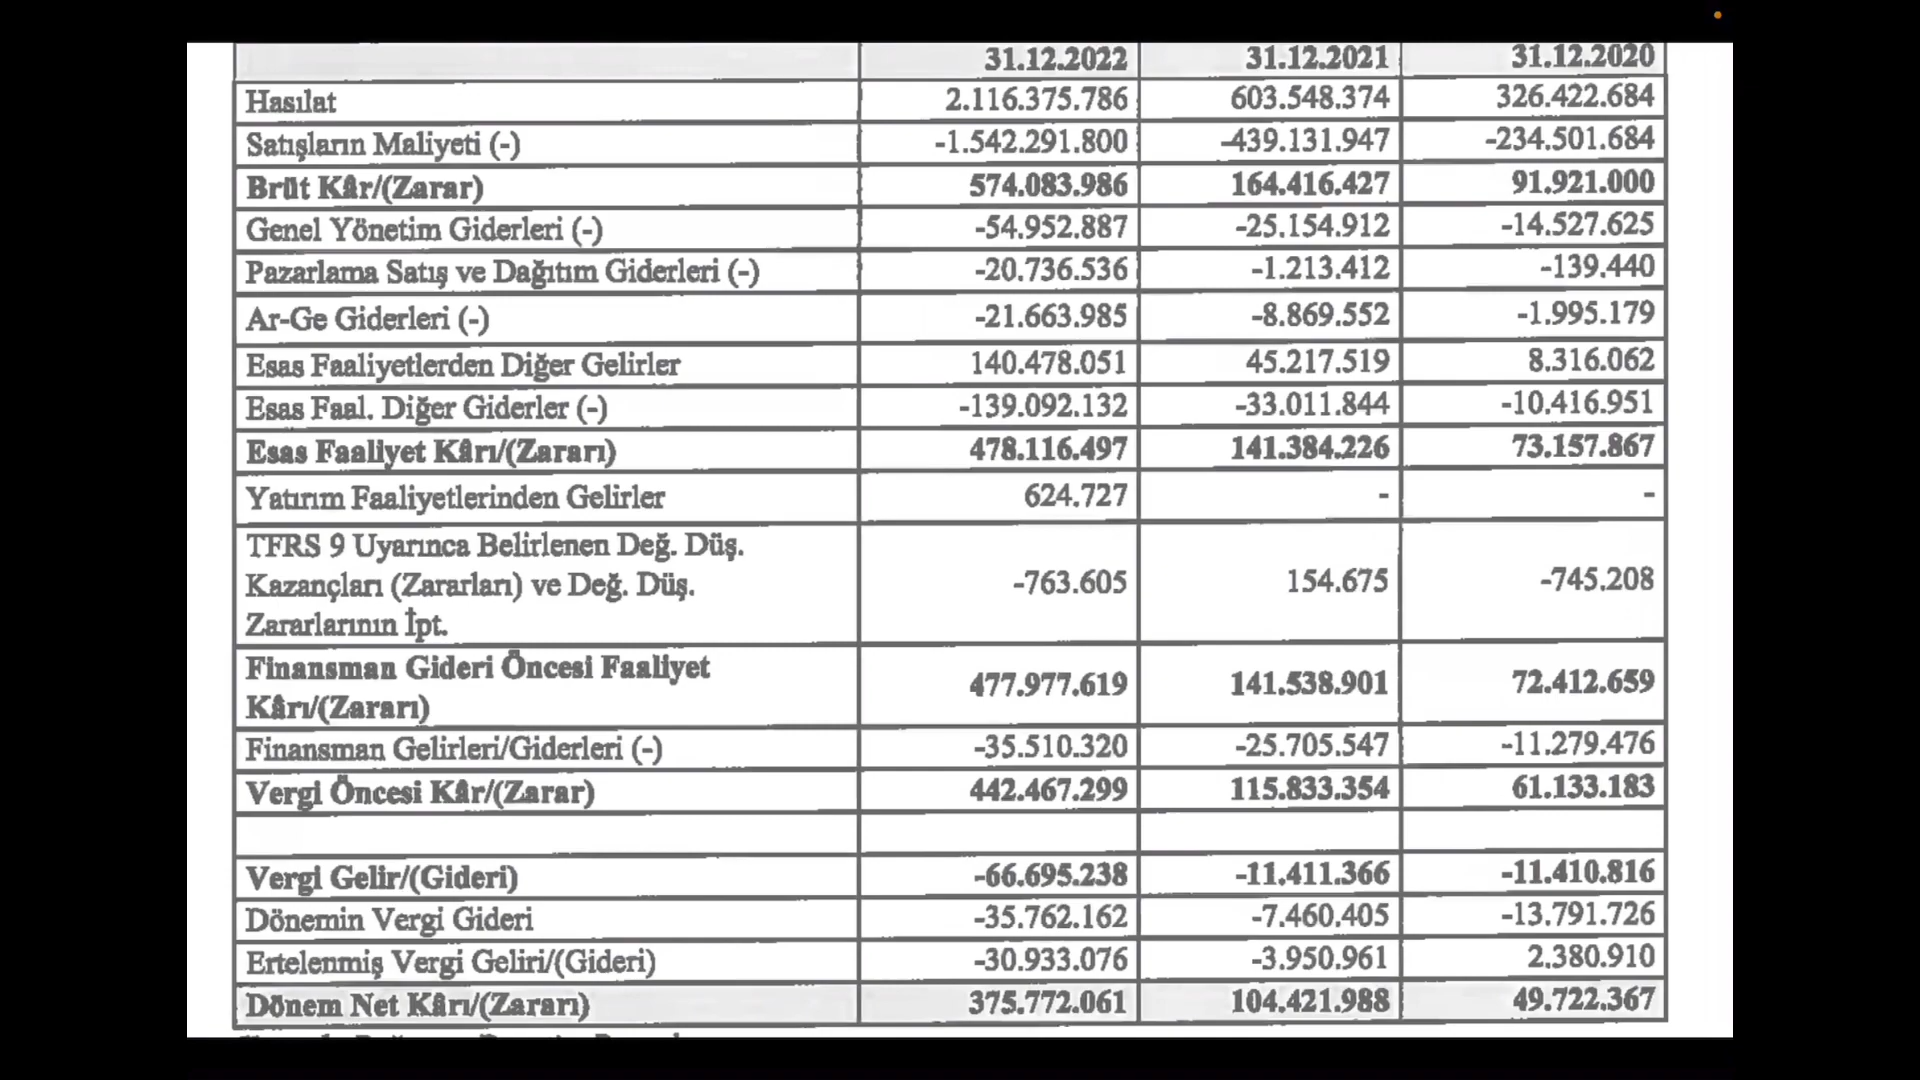 31.12.2022 31.12.2021 31.12.2020
Hasılat 2.116.375.786 603.548.374 326.422.684
Satışların Maliyeti (-) -1.542.291.800 -439.131.947 -234.501.684
Brüt Kâr/(Zarar) 574.083.986 164.416.427 91.921.000
Genel Yönetim Giderleri (-) -54.952.887 -25.154.912 -14.527.625
Pazarlama Satış ve Dağıtım Giderleri (-) -20.736.536 -1.213.412 -139.440
Ar-Ge Giderleri (-) -21.663.985 -8.869.552 -1.995.179
Esas Faaliyetlerden Diğer Gelirler 140.478.051 45.217.519 8.316.062
Esas Faal. Diğer Giderler (-) -139.092.132 -33.011.844 -10.416.951
Esas Faaliyet Kârı/(Zararı) 478.116.497 141.384.226 73.157.867
Yatırım Faaliyetlerinden Gelirler 624.727 - -
TFRS 9 Uyarınca Belirlenen Değ. Düş.
Kazançları (Zararları) ve Değ. Düş. -763.605 154.675 -745.208
Zararlarının İpt.
Finansman Gideri Öncesi Faaliyet
Kârı/(Zararı) 477.977.619 141.538.901 72.412.659
Finansman Gelirleri/Giderleri (-) -35.510.320 -25.705.547 -11.279.476
Vergi Öncesi Kâr/(Zarar) 442.467.299 115.833.354 61.133.183
Vergi Gelir/(Gideri) -66.695.238 -11.411.366 -11.410.816
Dönemin Vergi Gideri -35.762.162 -7.460.405 -13.791.726
Ertelenmiş Vergi Geliri/(Gideri) -30.933.076 -3.950.961 2.380.910
Dönem Net Kârı/(Zararı) 375.772.061 104.421.988 49.722.367